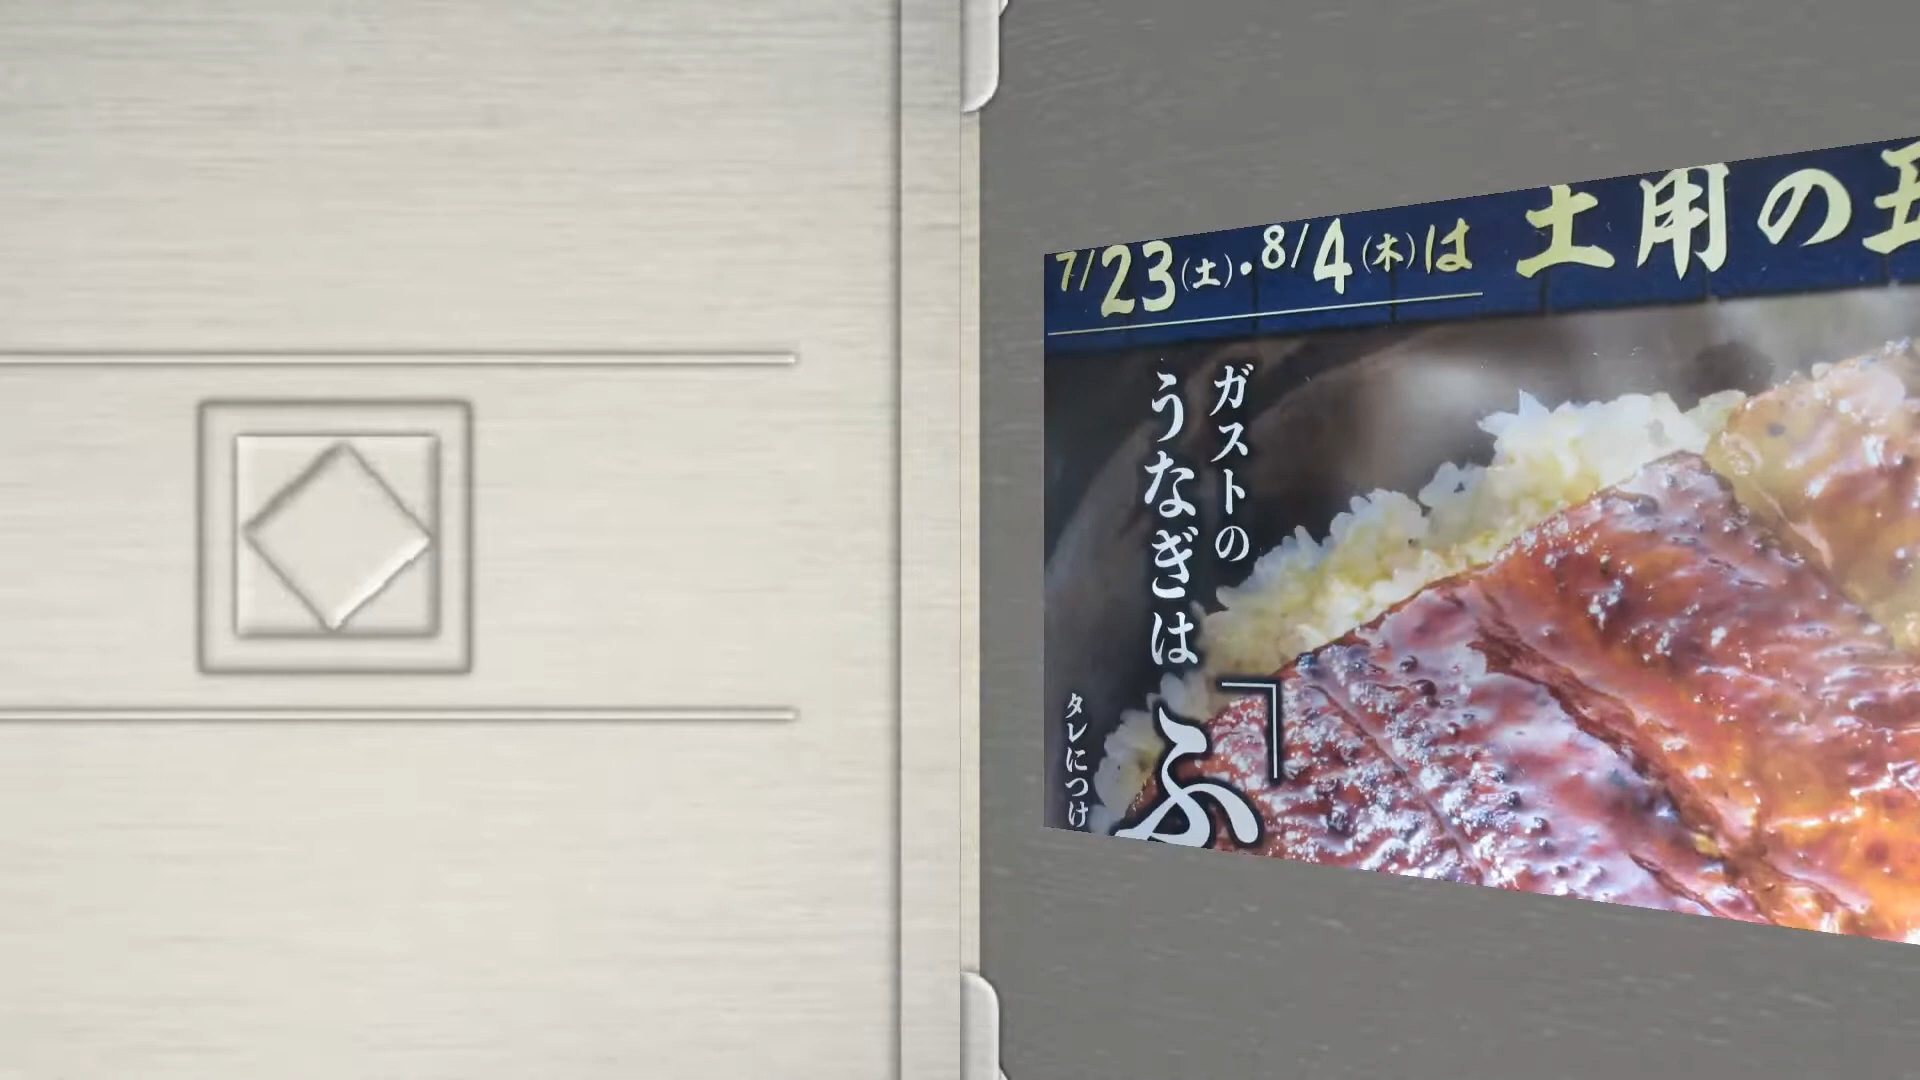 7/23(土)・8/4(木)は 土用の丑
ガストの
うなぎは
「ふ
タレにつけ